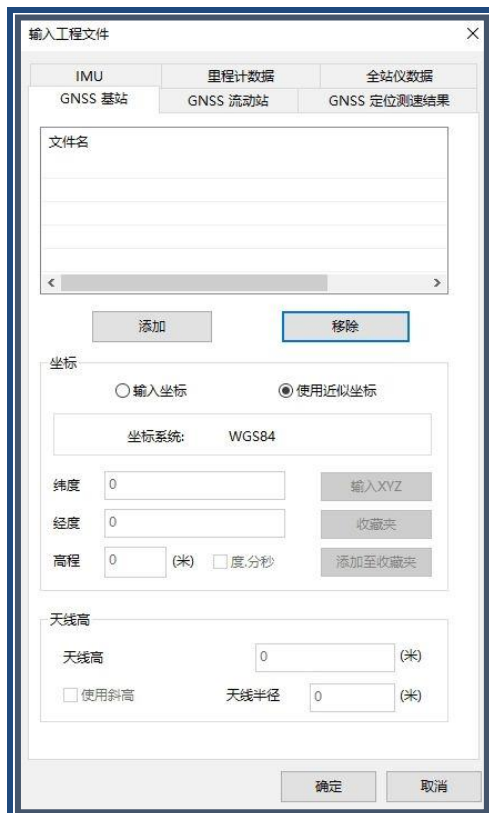 输入工程文件
IMU 里程计数据 全站仪数据
GNSS 基站 GNSS 流动站 GNSS 定位测速结果
文件名
添加 移除
坐标
输入坐标 使用近似坐标
坐标系统: WGS84
纬度 0 输入XYZ
经度 0 收藏夹
高程 0 (米) 度.分秒 添加至收藏夹
天线高
天线高 0 (米)
使用斜高 天线半径 0 (米)
确定 取消